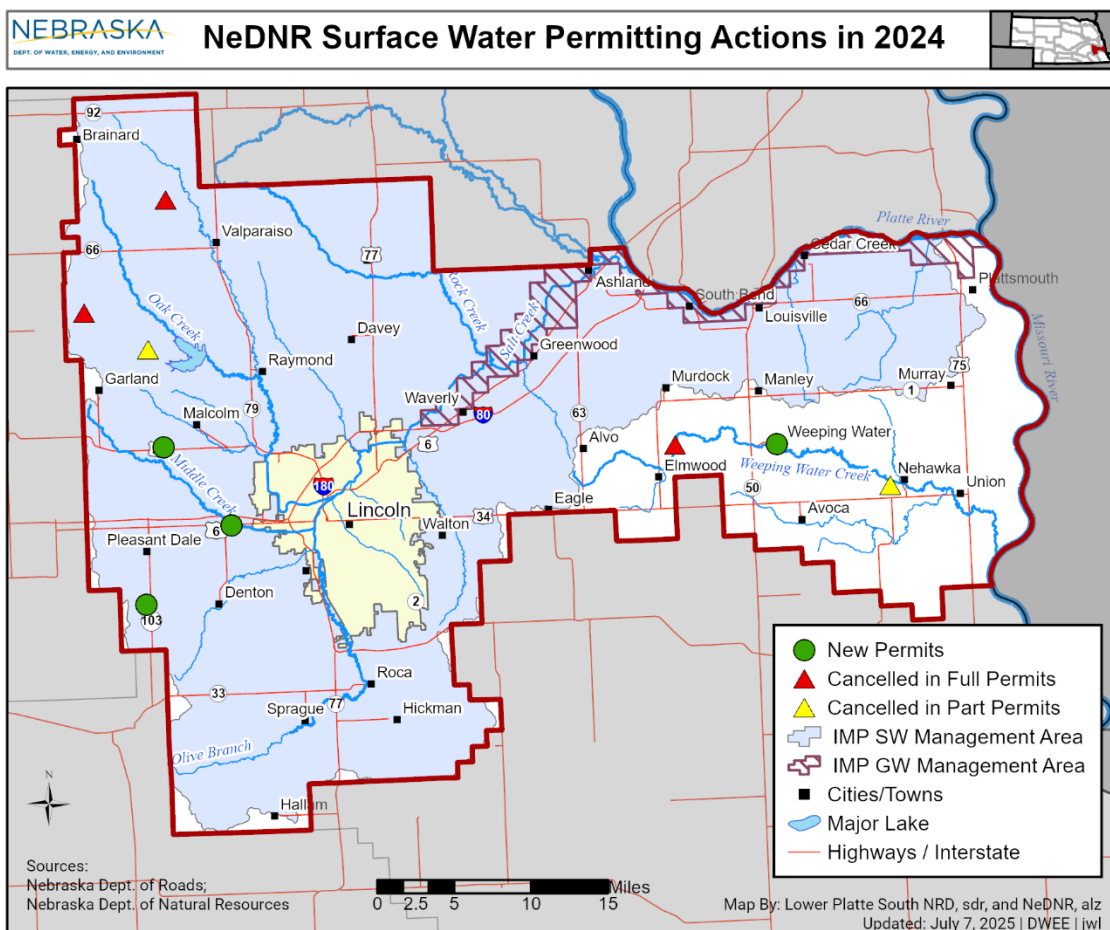 NEBRASKA
DEPT. OF WATER, ENERGY, AND ENVIRONMENT
NeDNR Surface Water Permitting Actions in 2024
92
Brainard
Valparaiso
66
77
Platte River
Cedar Creek
Ashland
Plattsmouth
South Bend
Louisville
66
Oak Creek
Rock Creek
Salt Creek
Davey
Greenwood
Missouri River
Raymond
Garland
Murdock
Manley
Murray
75
1
79
Malcolm
Waverly
80
63
6
Alvo
Weeping Water
Middle Creek
180
Elmwood
Weeping Water Creek
Nehawka
Union
50
Eagle
Lincoln
34
Walton
Avoca
6
Pleasant Dale
Denton
2
103
New Permits
Cancelled in Full Permits
Cancelled in Part Permits
IMP SW Management Area
IMP GW Management Area
Cities/Towns
Major Lake
Highways / Interstate
Roca
33
77
Sprague
Hickman
Olive Branch
N
Hallam
Sources:
Nebraska Dept. of Roads;
Nebraska Dept. of Natural Resources
Miles
0 2.5 5 10 15
Map By: Lower Platte South NRD, sdr, and NeDNR, alz
Updated: July 7, 2025 | DWEE | jwl